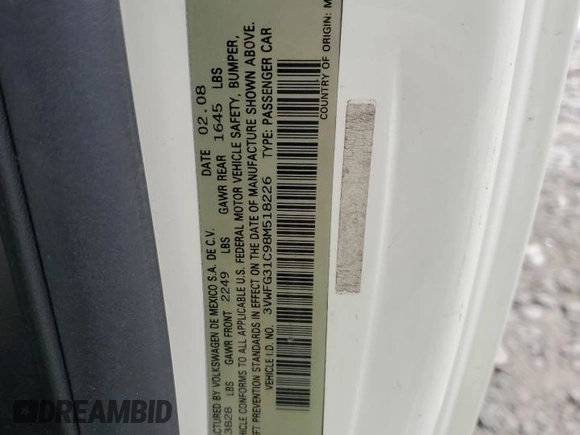 ACTURED BY VOLKSWAGEN DE MEXICO S.A. DE C.V. DATE 02.08
3828 LBS GAWR FRONT 2249 LBS GAWR REAR 1645 LBS
HICLE CONFORMS TO ALL APPLICABLE U.S. FEDERAL MOTOR VEHICLE SAFETY, BUMPER,
EFT PREVENTION STANDARDS IN EFFECT ON THE DATE OF MANUFACTURE SHOWN ABOVE.
VEHICLE I.D. NO. 3VWFG31C98M518226 TYPE: PASSENGER CAR
COUNTRY OF ORIGIN: M
DREAMBID